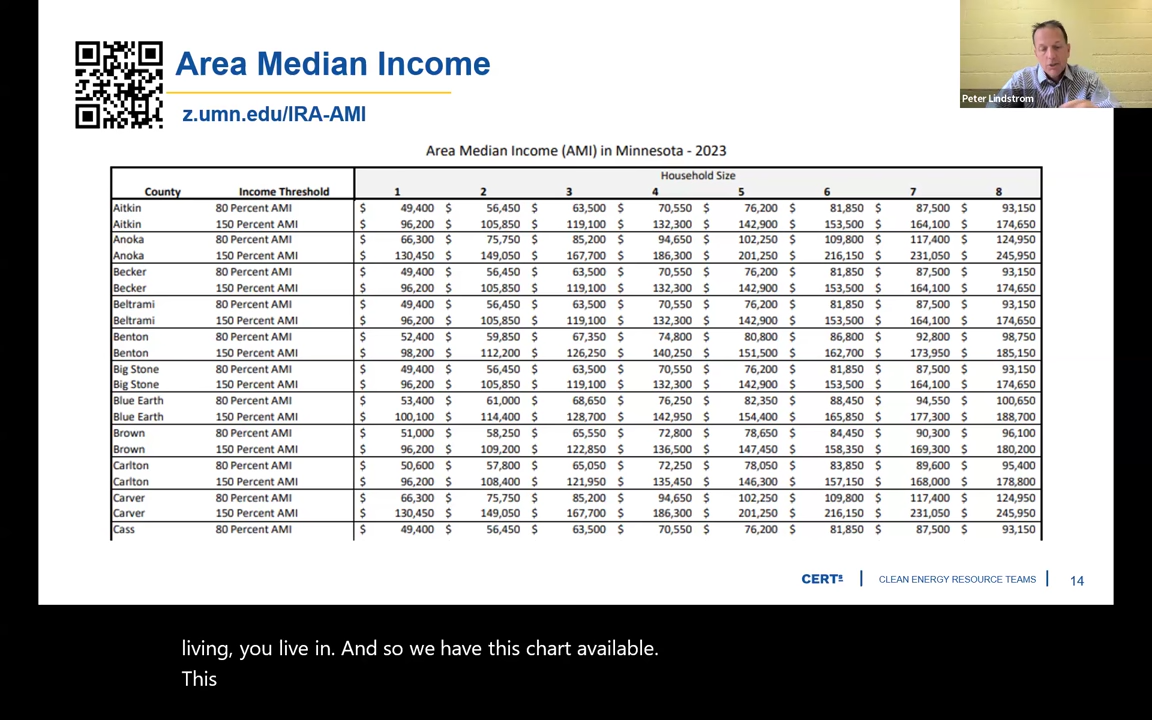 Area Median Income
z.umn.edu/IRA-AMI
Peter Lindstrom
Area Median Income (AMI) in Minnesota - 2023
Household Size
County Income Threshold 1 2 3 4 5 6 7 8
Aitkin 80 Percent AMI $ 49,400 $ 56,450 $ 63,500 $ 70,550 $ 76,200 $ 81,850 $ 87,500 $ 93,150
Aitkin 150 Percent AMI $ 96,200 $ 105,850 $ 119,100 $ 132,300 $ 142,900 $ 153,500 $ 164,100 $ 174,650
Anoka 80 Percent AMI $ 66,300 $ 75,750 $ 85,200 $ 94,650 $ 102,250 $ 109,800 $ 117,400 $ 124,950
Anoka 150 Percent AMI $ 130,450 $ 149,050 $ 167,700 $ 186,300 $ 201,250 $ 216,150 $ 231,050 $ 245,950
Becker 80 Percent AMI $ 49,400 $ 56,450 $ 63,500 $ 70,550 $ 76,200 $ 81,850 $ 87,500 $ 93,150
Becker 150 Percent AMI $ 96,200 $ 105,850 $ 119,100 $ 132,300 $ 142,900 $ 153,500 $ 164,100 $ 174,650
Beltrami 80 Percent AMI $ 49,400 $ 56,450 $ 63,500 $ 70,550 $ 76,200 $ 81,850 $ 87,500 $ 93,150
Beltrami 150 Percent AMI $ 96,200 $ 105,850 $ 119,100 $ 132,300 $ 142,900 $ 153,500 $ 164,100 $ 174,650
Benton 80 Percent AMI $ 52,400 $ 59,850 $ 67,350 $ 74,800 $ 80,800 $ 86,800 $ 92,800 $ 98,750
Benton 150 Percent AMI $ 98,200 $ 112,200 $ 126,250 $ 140,250 $ 151,500 $ 162,700 $ 173,950 $ 185,150
Big Stone 80 Percent AMI $ 49,400 $ 56,450 $ 63,500 $ 70,550 $ 76,200 $ 81,850 $ 87,500 $ 93,150
Big Stone 150 Percent AMI $ 96,200 $ 105,850 $ 119,100 $ 132,300 $ 142,900 $ 153,500 $ 164,100 $ 174,650
Blue Earth 80 Percent AMI $ 53,400 $ 61,000 $ 68,650 $ 76,250 $ 82,350 $ 88,450 $ 94,550 $ 100,650
Blue Earth 150 Percent AMI $ 100,100 $ 114,400 $ 128,700 $ 142,950 $ 154,400 $ 165,850 $ 177,300 $ 188,700
Brown 80 Percent AMI $ 51,000 $ 58,250 $ 65,550 $ 72,800 $ 78,650 $ 84,450 $ 90,300 $ 96,100
Brown 150 Percent AMI $ 96,200 $ 109,200 $ 122,850 $ 136,500 $ 147,450 $ 158,350 $ 169,300 $ 180,200
Carlton 80 Percent AMI $ 50,600 $ 57,800 $ 65,050 $ 72,250 $ 78,050 $ 83,850 $ 89,600 $ 95,400
Carlton 150 Percent AMI $ 96,200 $ 108,400 $ 121,950 $ 135,450 $ 146,300 $ 157,150 $ 168,000 $ 178,800
Carver 80 Percent AMI $ 66,300 $ 75,750 $ 85,200 $ 94,650 $ 102,250 $ 109,800 $ 117,400 $ 124,950
Carver 150 Percent AMI $ 130,450 $ 149,050 $ 167,700 $ 186,300 $ 201,250 $ 216,150 $ 231,050 $ 245,950
Cass 80 Percent AMI $ 49,400 $ 56,450 $ 63,500 $ 70,550 $ 76,200 $ 81,850 $ 87,500 $ 93,150
CERTs CLEAN ENERGY RESOURCE TEAMS 14
living, you live in. And so we have this chart available.
This